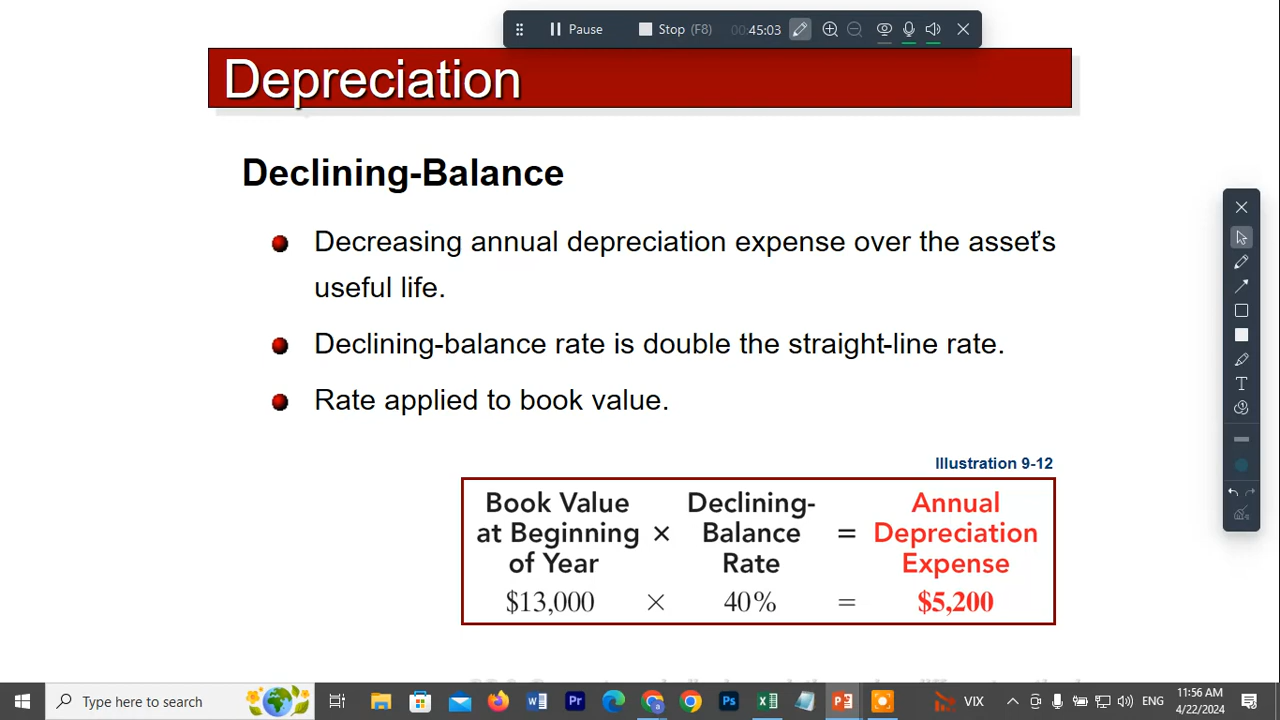 Pause
Stop (F8)
00:45:03
Depreciation
Declining-Balance
Decreasing annual depreciation expense over the asset's
useful life.
Declining-balance rate is double the straight-line rate.
Rate applied to book value.
Illustration 9-12
Book Value Declining- Annual
at Beginning × Balance = Depreciation
of Year Rate Expense
$13,000 × 40% = $5,200
Type here to search
VIX
ENG
11:56 AM
4/22/2024